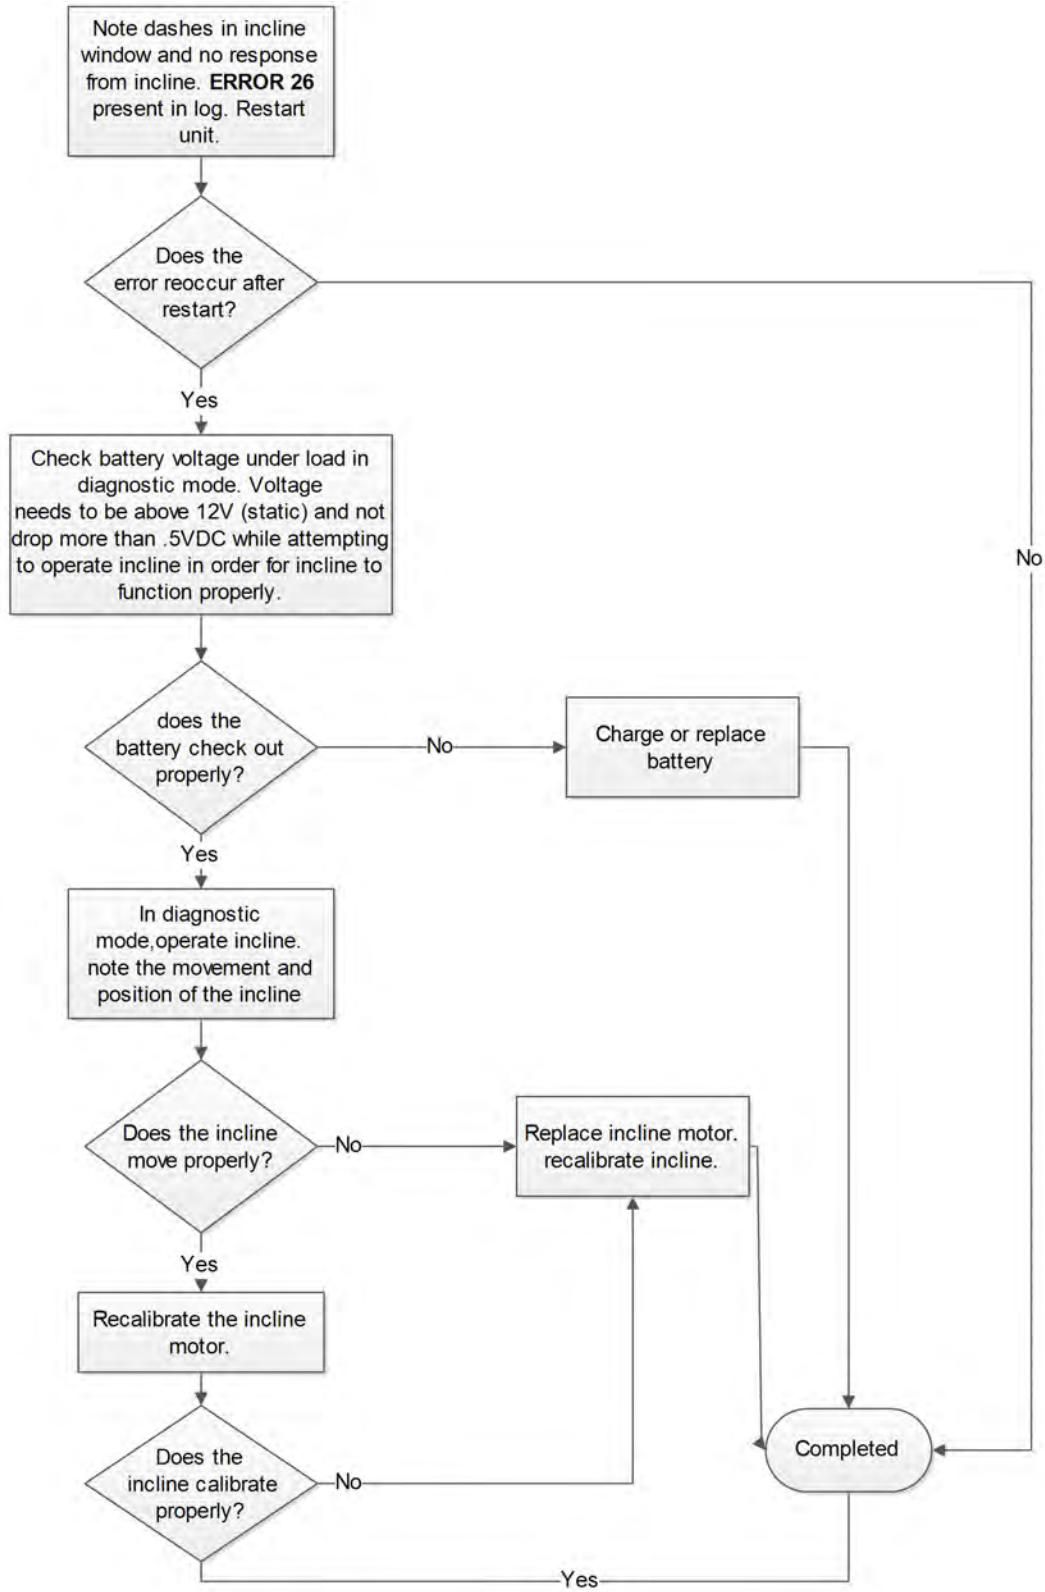 Note dashes in incline
window and no response
from incline. ERROR 26
present in log. Restart
unit.
Does the
error reoccur after
restart?
Yes
No
Check battery voltage under load in
diagnostic mode. Voltage
needs to be above 12V (static) and not
drop more than .5VDC while attempting
to operate incline in order for incline to
function properly.
does the
battery check out
properly?
No
Charge or replace
battery
Yes
In diagnostic
mode,operate incline.
note the movement and
position of the incline
Does the incline
move properly?
No
Replace incline motor.
recalibrate incline.
Yes
Recalibrate the incline
motor.
Does the
incline calibrate
properly?
No
Completed
Yes